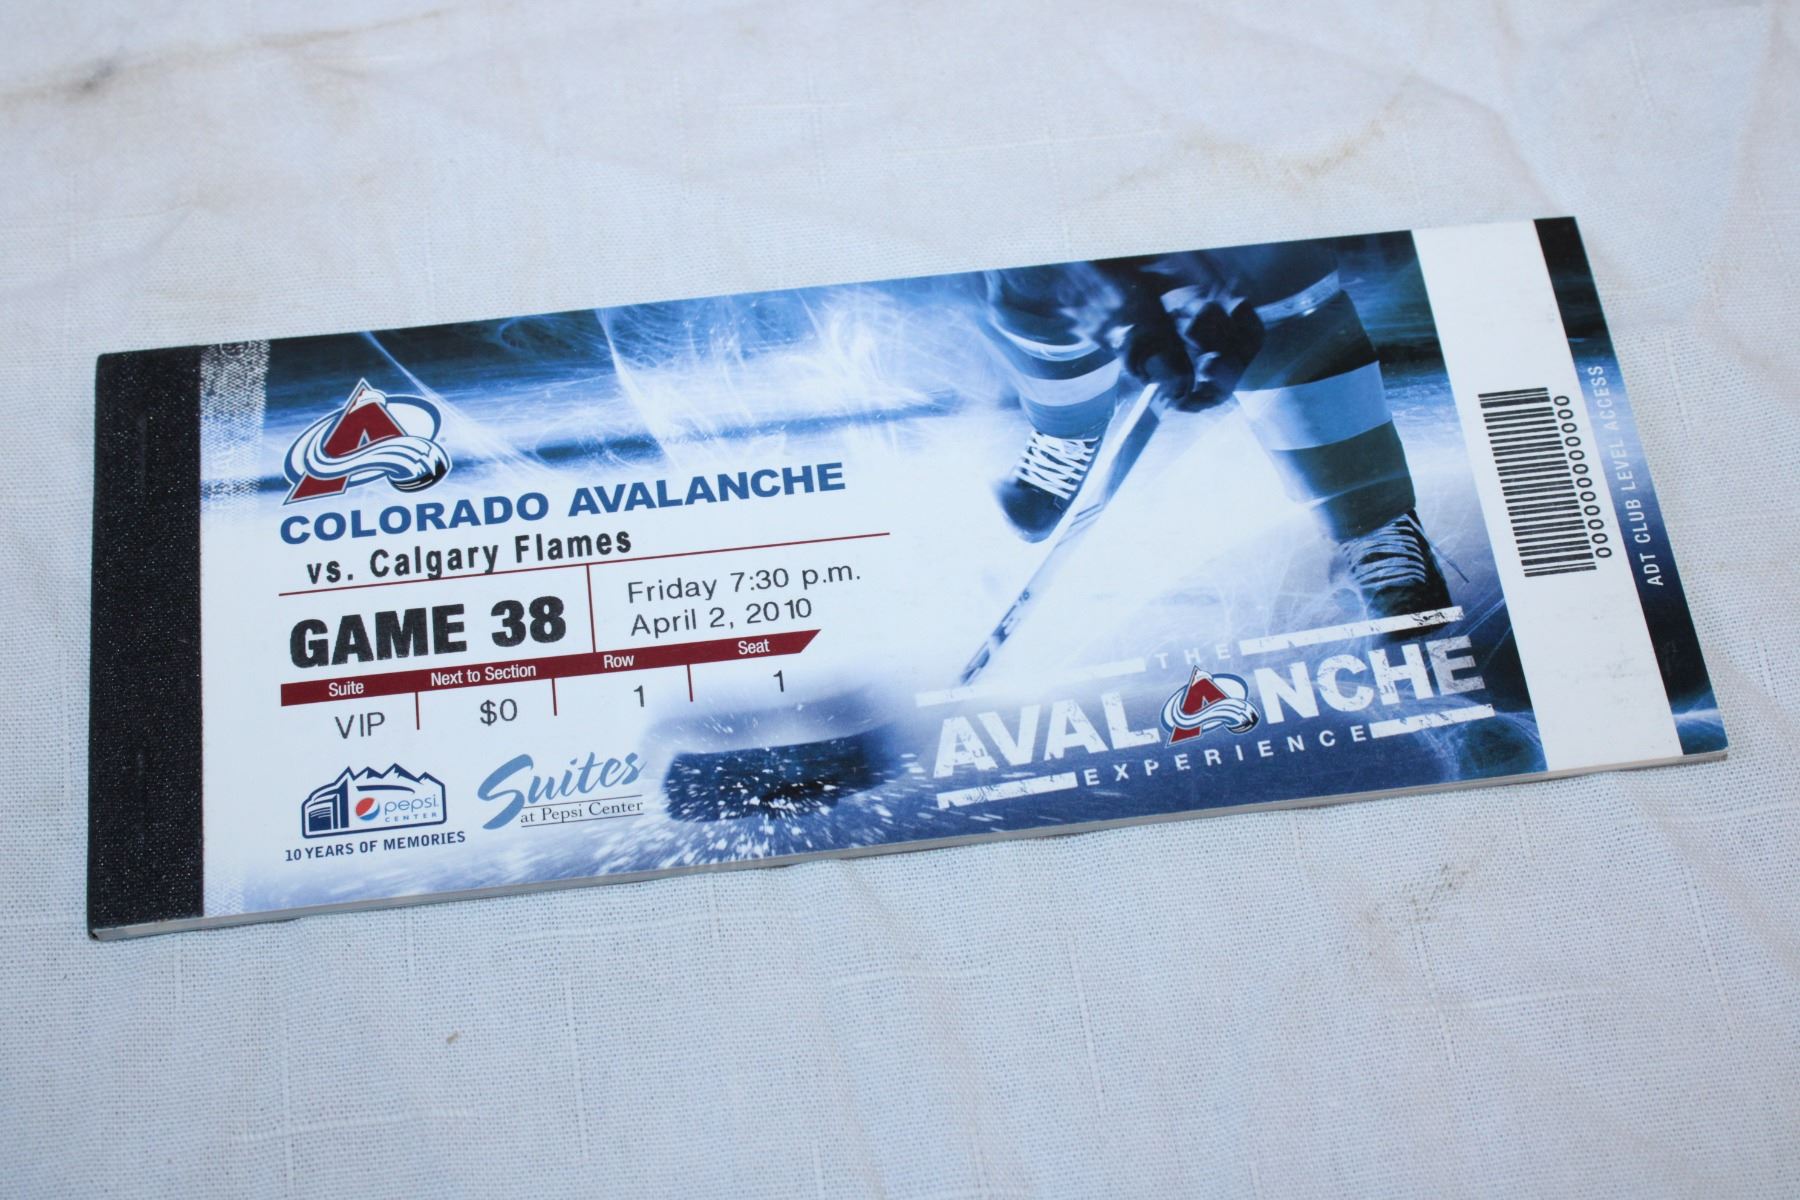 COLORADO AVALANCHE
vs. Calgary Flames
GAME 38
Friday 7:30 p.m.
April 2, 2010
Suite Next to Section Row Seat
VIP $0 1 1
pepsi
CENTER
10 YEARS OF MEMORIES
Suites
at Pepsi Center
THE
AVALANCHE
EXPERIENCE
ADT CLUB LEVEL ACCESS